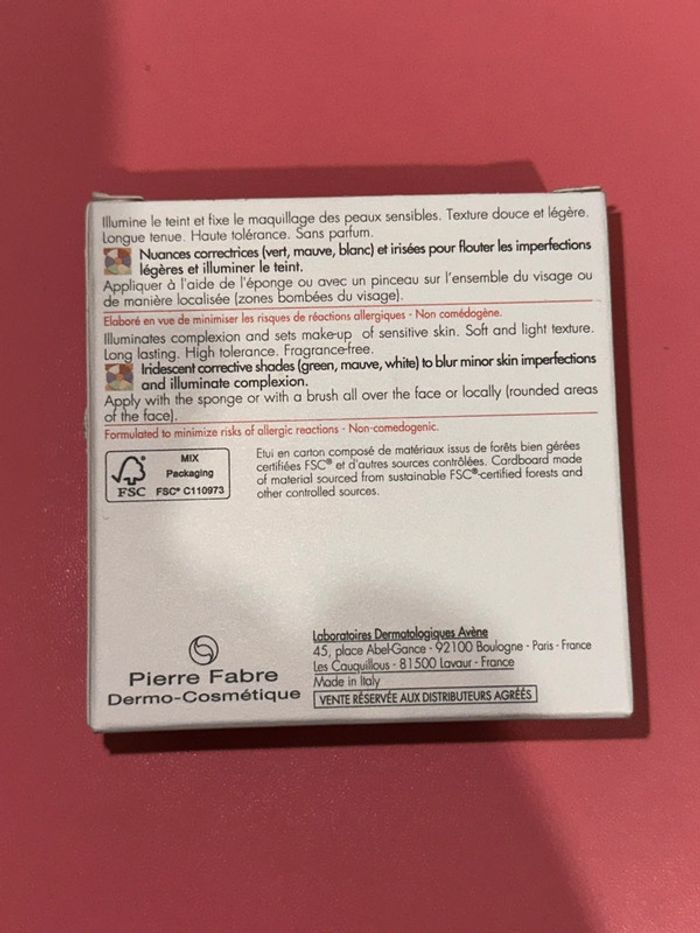 Illumine le teint et fixe le maquillage des peaux sensibles. Texture douce et légère.
Longue tenue. Haute tolérance. Sans parfum.
Nuances correctrices (vert, mauve, blanc) et irisées pour flouter les imperfections
légères et illuminer le teint.
Appliquer à l'aide de l'éponge ou avec un pinceau sur l'ensemble du visage ou
de manière localisée (zones bombées du visage).
Elaboré en vue de minimiser les risques de réactions allergiques - Non comédogène.
Illuminates complexion and sets make-up of sensitive skin. Soft and light texture.
Long lasting. High tolerance. Fragrance-free.
Iridescent corrective shades (green, mauve, white) to blur minor skin imperfections
and illuminate complexion.
Apply with the sponge or with a brush all over the face or locally (rounded areas
of the face).
Formulated to minimize risks of allergic reactions - Non-comedogenic.
MIX
Packaging
FSC FSC® C110973
Etui en carton composé de matériaux issus de forêts bien gérées
certifiées FSC® et d'autres sources contrôlées. Cardboard made
of material sourced from sustainable FSC®-certified forests and
other controlled sources.
Pierre Fabre
Dermo-Cosmétique
Laboratoires Dermatologiques Avène
45, place Abel-Gance - 92100 Boulogne - Paris - France
Les Cauquillous - 81500 Lavaur - France
Made in Italy
VENTE RÉSERVÉE AUX DISTRIBUTEURS AGRÉÉS